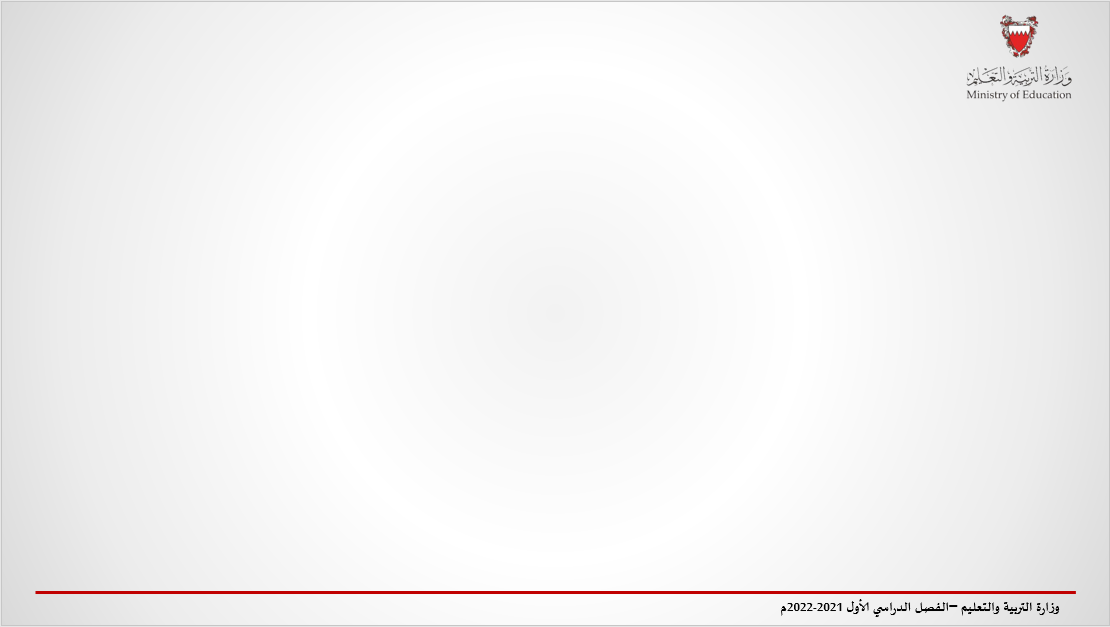 وزارة التربية والتعليم
Ministry of Education
وزارة التربية والتعليم –الفصل الدراسي الأول 2021-2022م